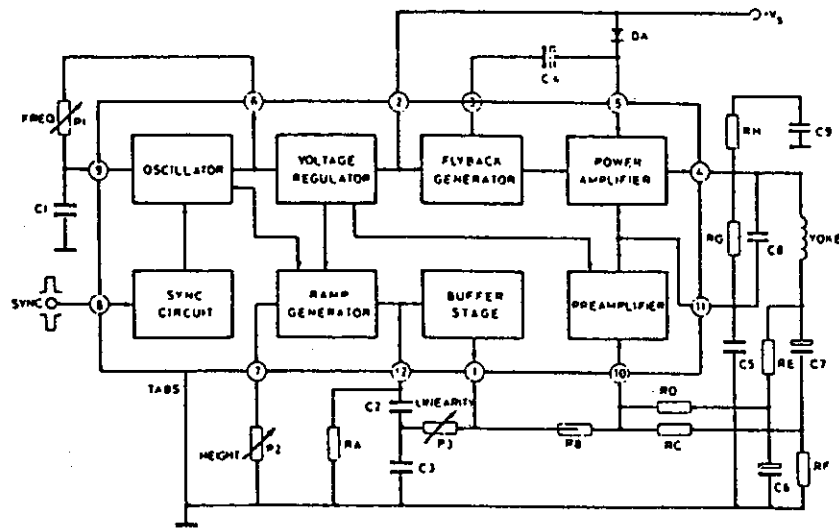 +Vs
DA
C4
6
2
3
5
FREQ
P1
RH
C9
9
OSCILLATOR
VOLTAGE
REGULATOR
FLYBACK
GENERATOR
POWER
AMPLIFIER
4
C1
RG
C8
YOKE
SYNC
8
SYNC
CIRCUIT
RAMP
GENERATOR
BUFFER
STAGE
PREAMPLIFIER
11
C5
RE
C7
TABS
7
12
1
10
C2
LINEARITY
RD
HEIGHT
P2
RA
P3
RB
RC
C3
C6
RF